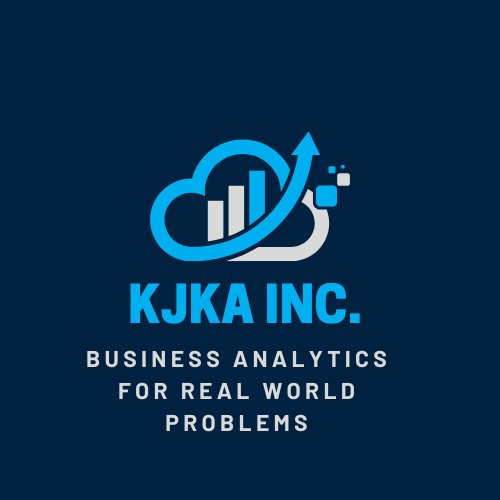 KJKA INC.
BUSINESS ANALYTICS
FOR REAL WORLD
PROBLEMS